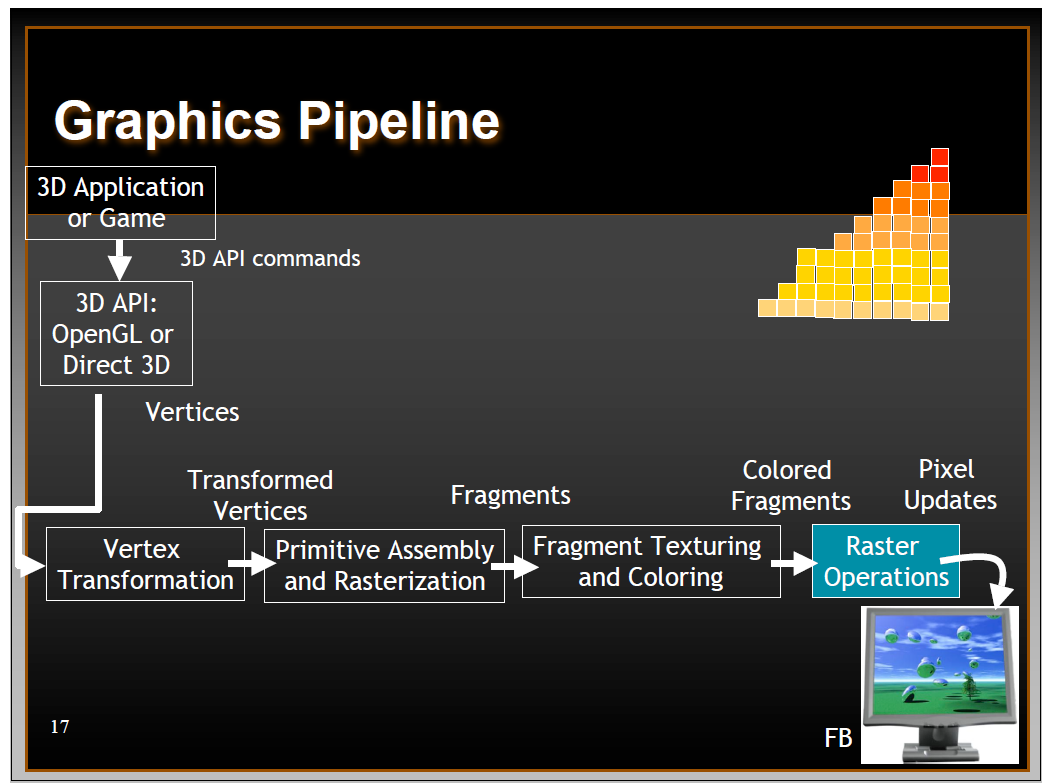 Graphics Pipeline
3D Application
or Game
3D API commands
3D API:
OpenGL or
Direct 3D
Vertices
Transformed
Vertices
Fragments
Colored
Fragments
Pixel
Updates
Vertex
Transformation
Primitive Assembly
and Rasterization
Fragment Texturing
and Coloring
Raster
Operations
17
FB